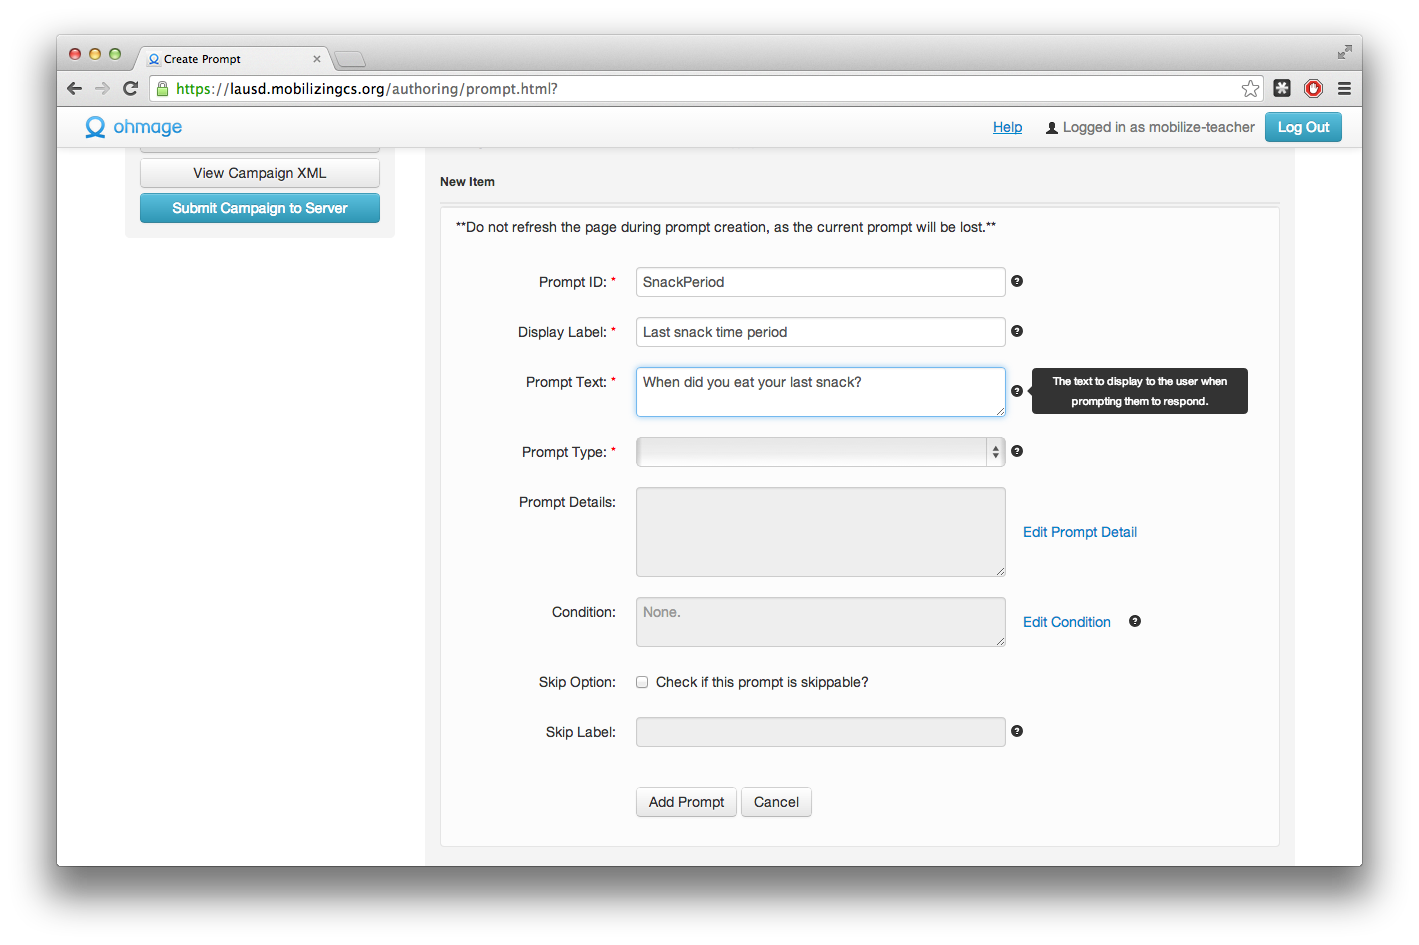 Create Prompt
https://lausd.mobilizingcs.org/authoring/prompt.html?
ohmage
Help
Logged in as mobilize-teacher
Log Out
View Campaign XML
Submit Campaign to Server
New Item
**Do not refresh the page during prompt creation, as the current prompt will be lost.**
Prompt ID: * SnackPeriod
Display Label: * Last snack time period
Prompt Text: * When did you eat your last snack?
The text to display to the user when
prompting them to respond.
Prompt Type: *
Prompt Details:
Edit Prompt Detail
Condition: None.
Edit Condition
Skip Option: Check if this prompt is skippable?
Skip Label:
Add Prompt
Cancel